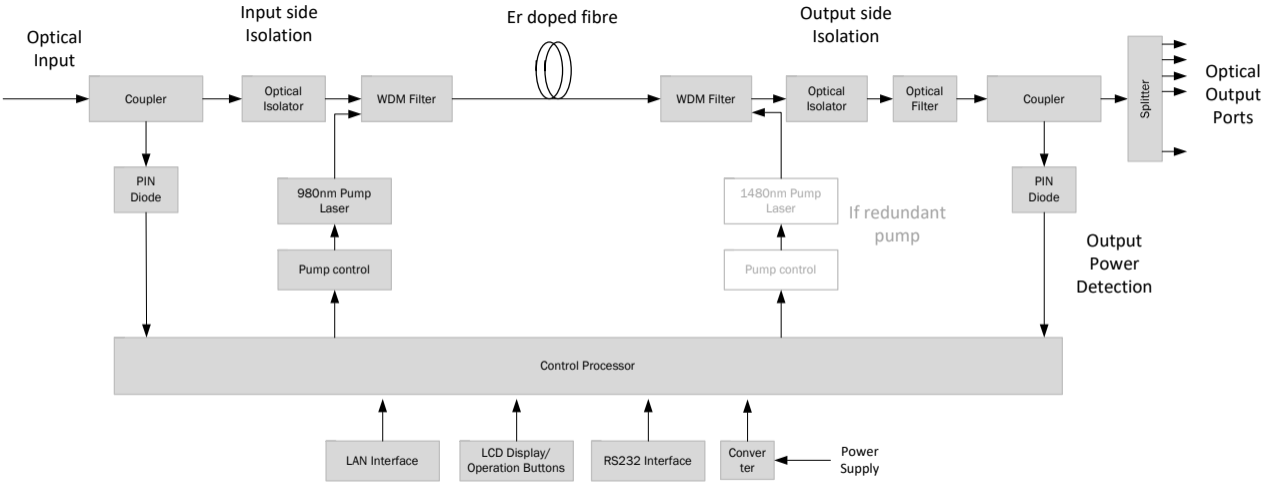 Input side
Isolation
Er doped fibre
Output side
Isolation
Optical
Input
Coupler
Optical
Isolator
WDM Filter
WDM Filter
Optical
Isolator
Optical
Filter
Coupler
Splitter
Optical
Output
Ports
PIN
Diode
980nm Pump
Laser
1480nm Pump
Laser
If redundant
pump
PIN
Diode
Pump control
Pump control
Output
Power
Detection
Control Processor
LAN Interface
LCD Display/
Operation Buttons
RS232 Interface
Conver
ter
Power
Supply